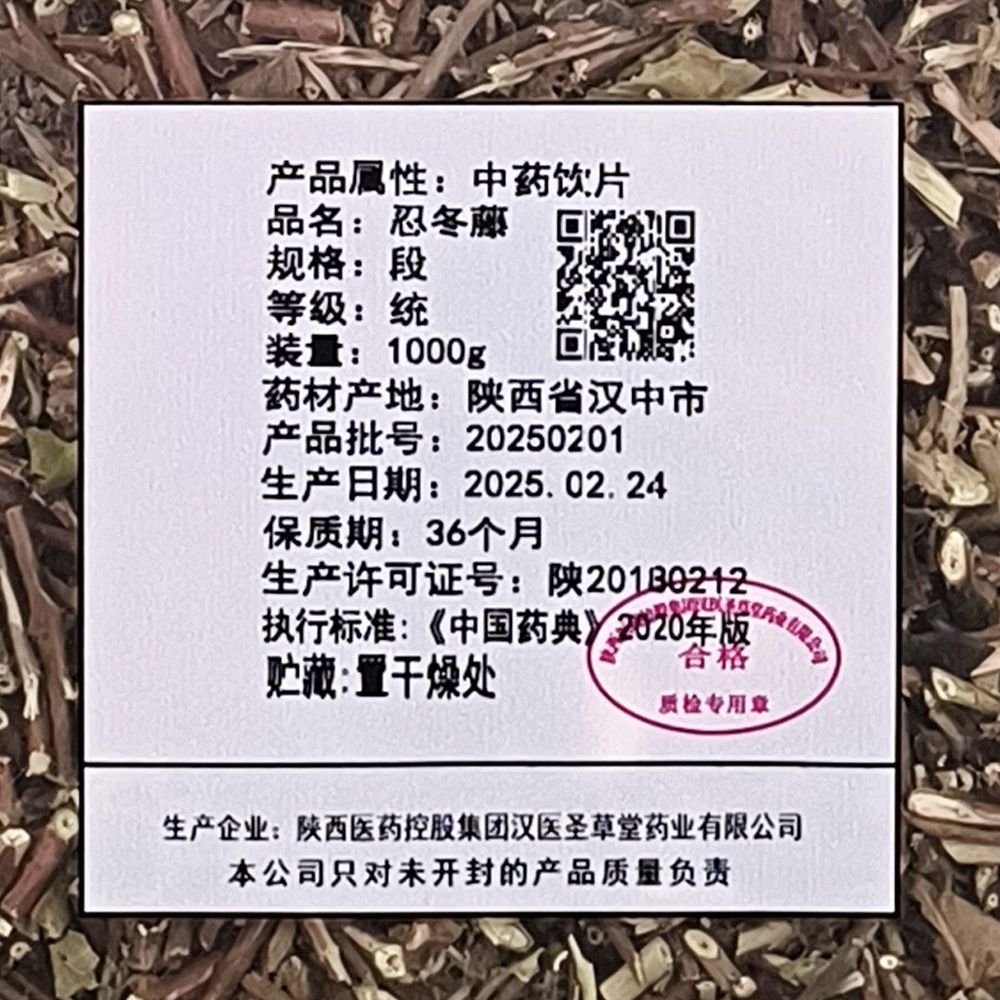 产品属性：中药饮片
品名：忍冬藤
规格：段
等级：统
装量：1000g
药材产地：陕西省汉中市
产品批号：20250201
生产日期：2025.02.24
保质期：36个月
生产许可证号：陕20180212
执行标准：《中国药典》2020年版
贮藏：置干燥处
合格
质检专用章
生产企业：陕西医药控股集团汉医圣草堂药业有限公司
本公司只对未开封的产品质量负责